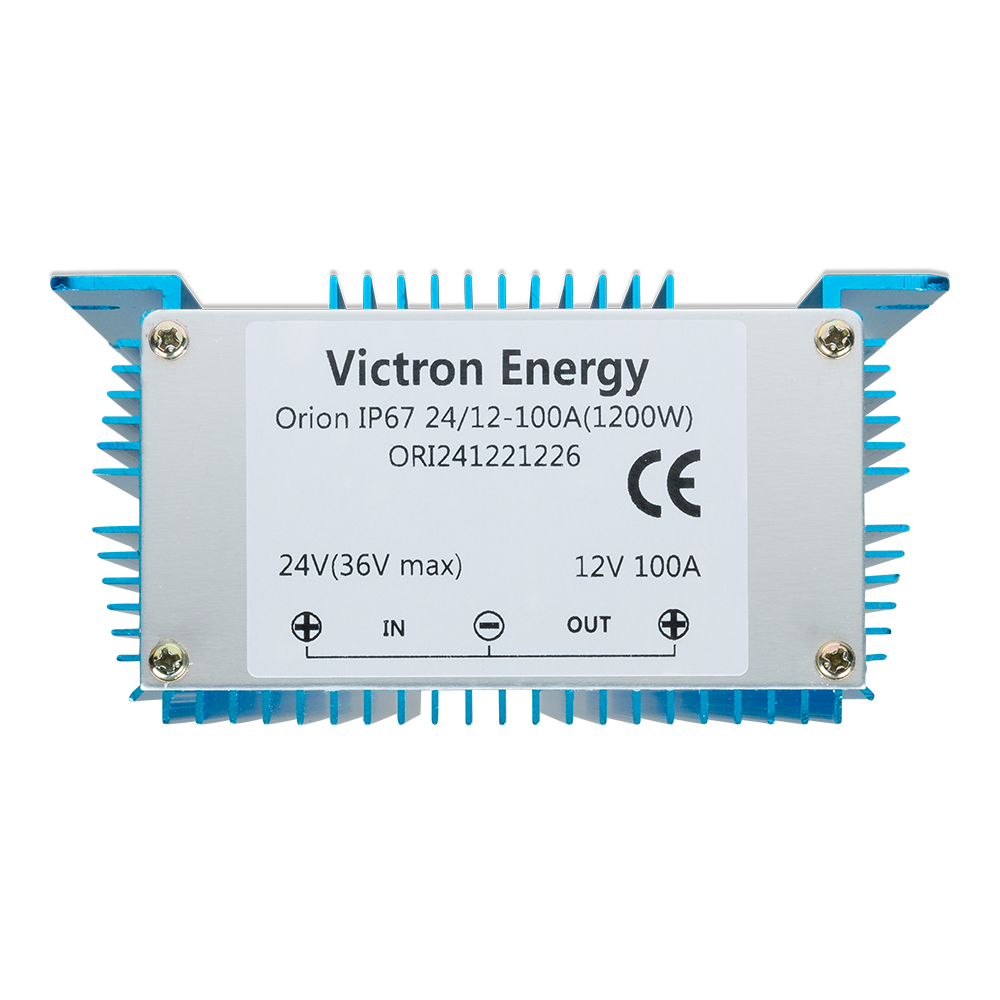 Victron Energy
Orion IP67 24/12-100A(1200W)
ORI241221226
CE
24V(36V max) 12V 100A
⊕ IN ⊖ OUT ⊕